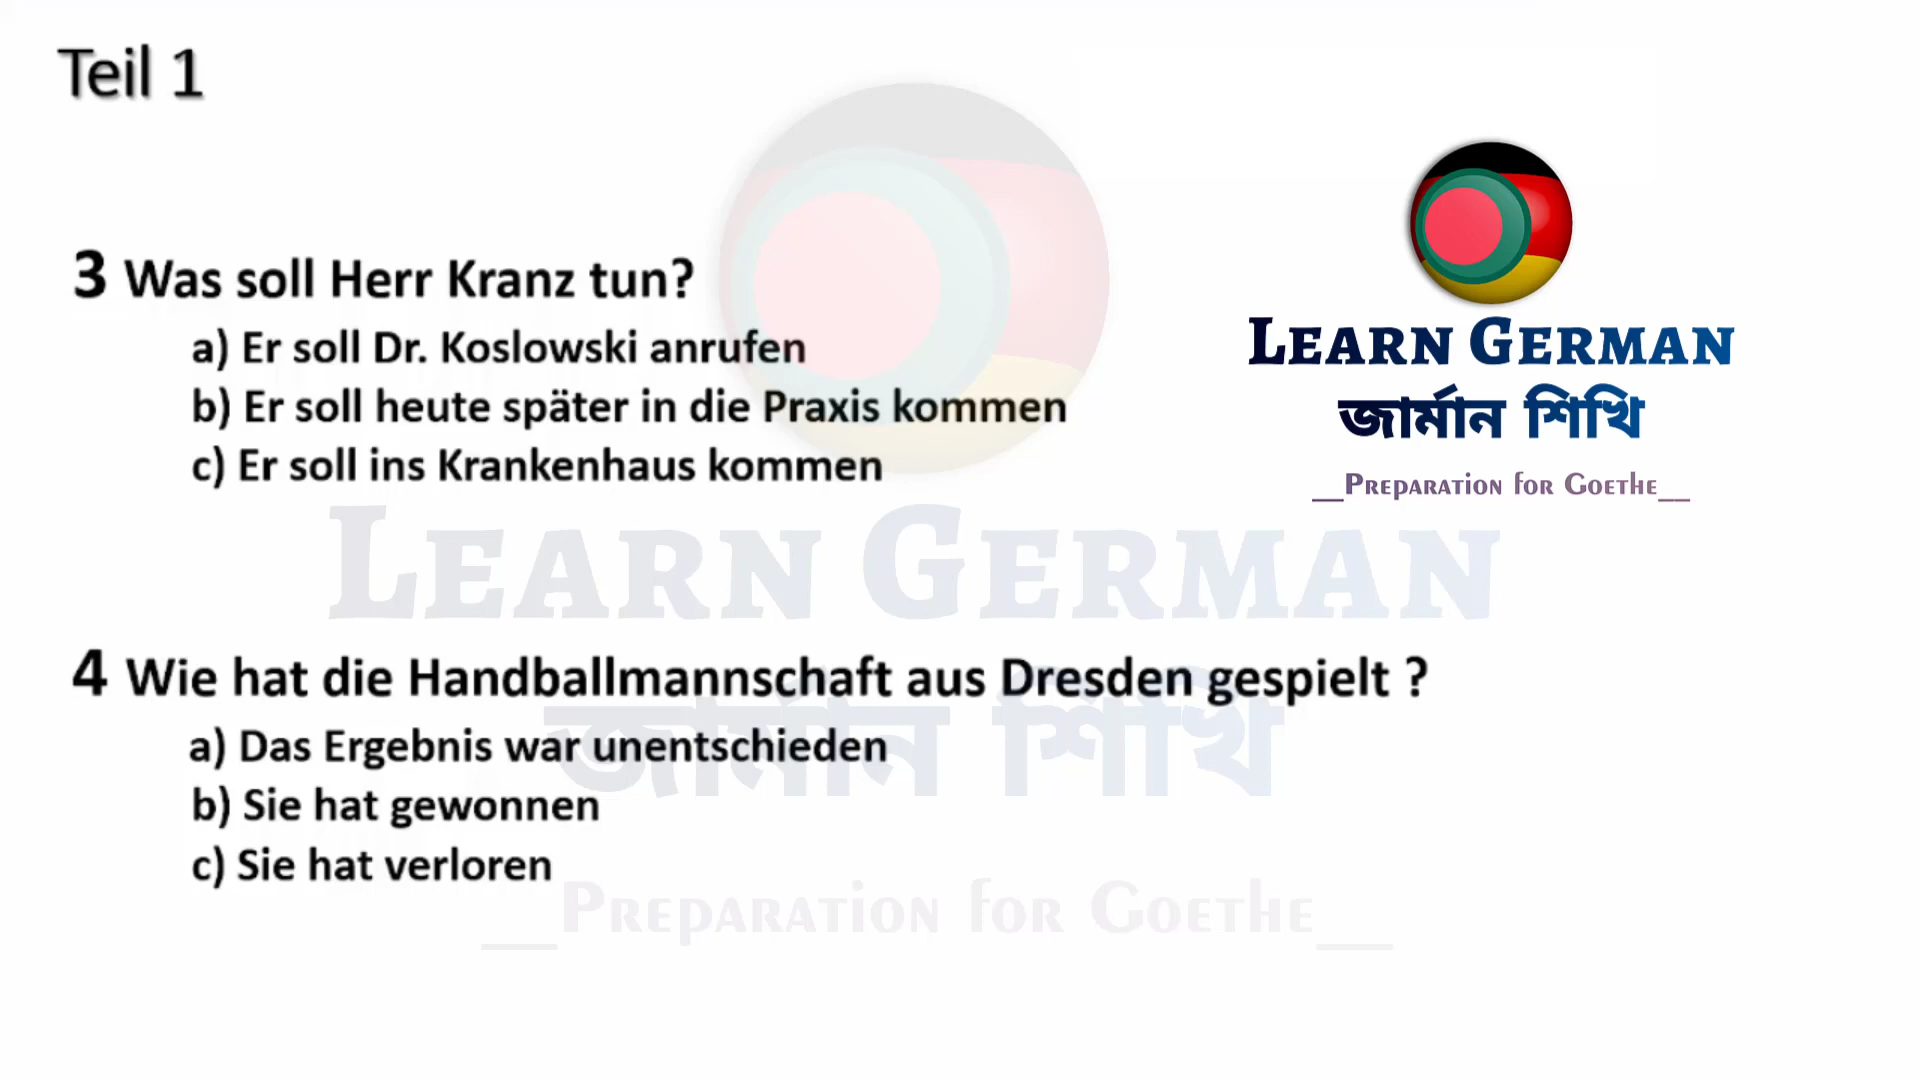 Teil 1
3 Was soll Herr Kranz tun?
a) Er soll Dr. Koslowski anrufen
b) Er soll heute später in die Praxis kommen
c) Er soll ins Krankenhaus kommen
LEARN GERMAN
জার্মান শিখি
__Preparation for Goethe__
4 Wie hat die Handballmannschaft aus Dresden gespielt ?
a) Das Ergebnis war unentschieden
b) Sie hat gewonnen
c) Sie hat verloren
LEARN GERMAN
জার্মান শিখি
__Preparation for Goethe__